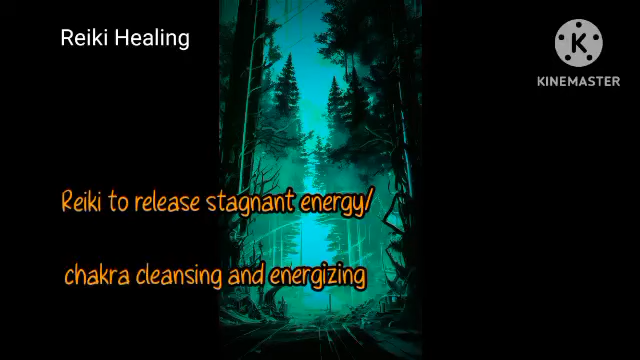 Reiki Healing
KINEMASTER
Reiki to release stagnant energy/
chakra cleansing and energizing